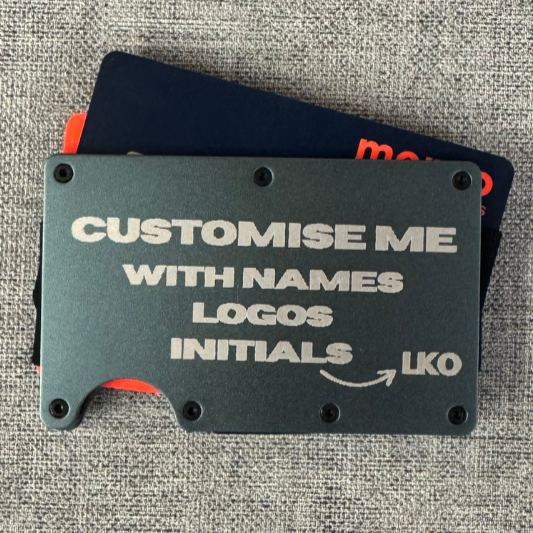 CUSTOMISE ME
WITH NAMES
LOGOS
INITIALS
LKO